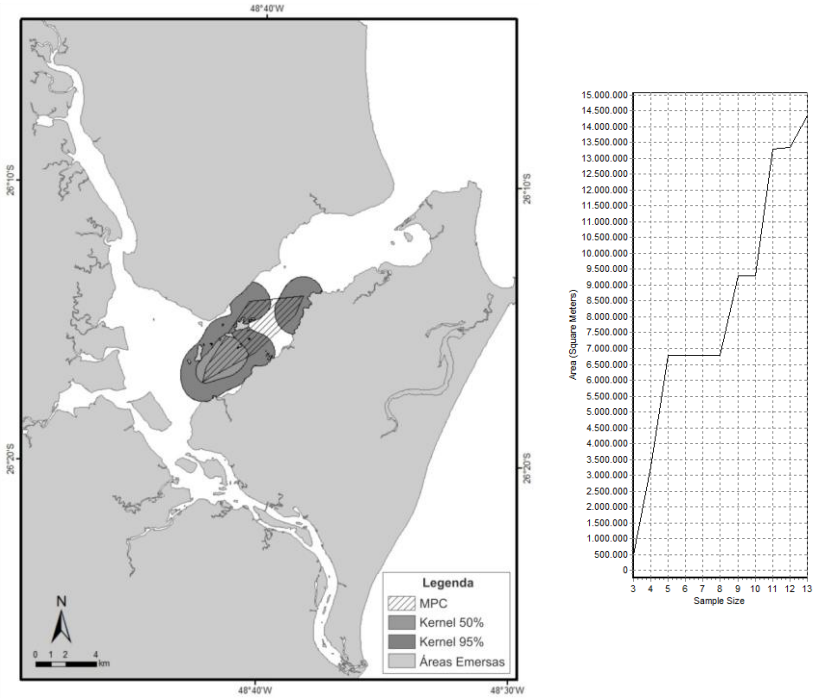 48°40'W
26°10'S
26°10'S
26°20'S
26°20'S
N
0 1 2 4
km
Legenda
MPC
Kernel 50%
Kernel 95%
Áreas Emersas
48°40'W
48°30'W
15.000.000
14.500.000
14.000.000
13.500.000
13.000.000
12.500.000
12.000.000
11.500.000
11.000.000
10.500.000
10.000.000
9.500.000
9.000.000
8.500.000
8.000.000
7.500.000
7.000.000
6.500.000
6.000.000
5.500.000
5.000.000
4.500.000
4.000.000
3.500.000
3.000.000
2.500.000
2.000.000
1.500.000
1.000.000
500.000
0
Area (Square Meters)
3 4 5 6 7 8 9 10 11 12 13
Sample Size